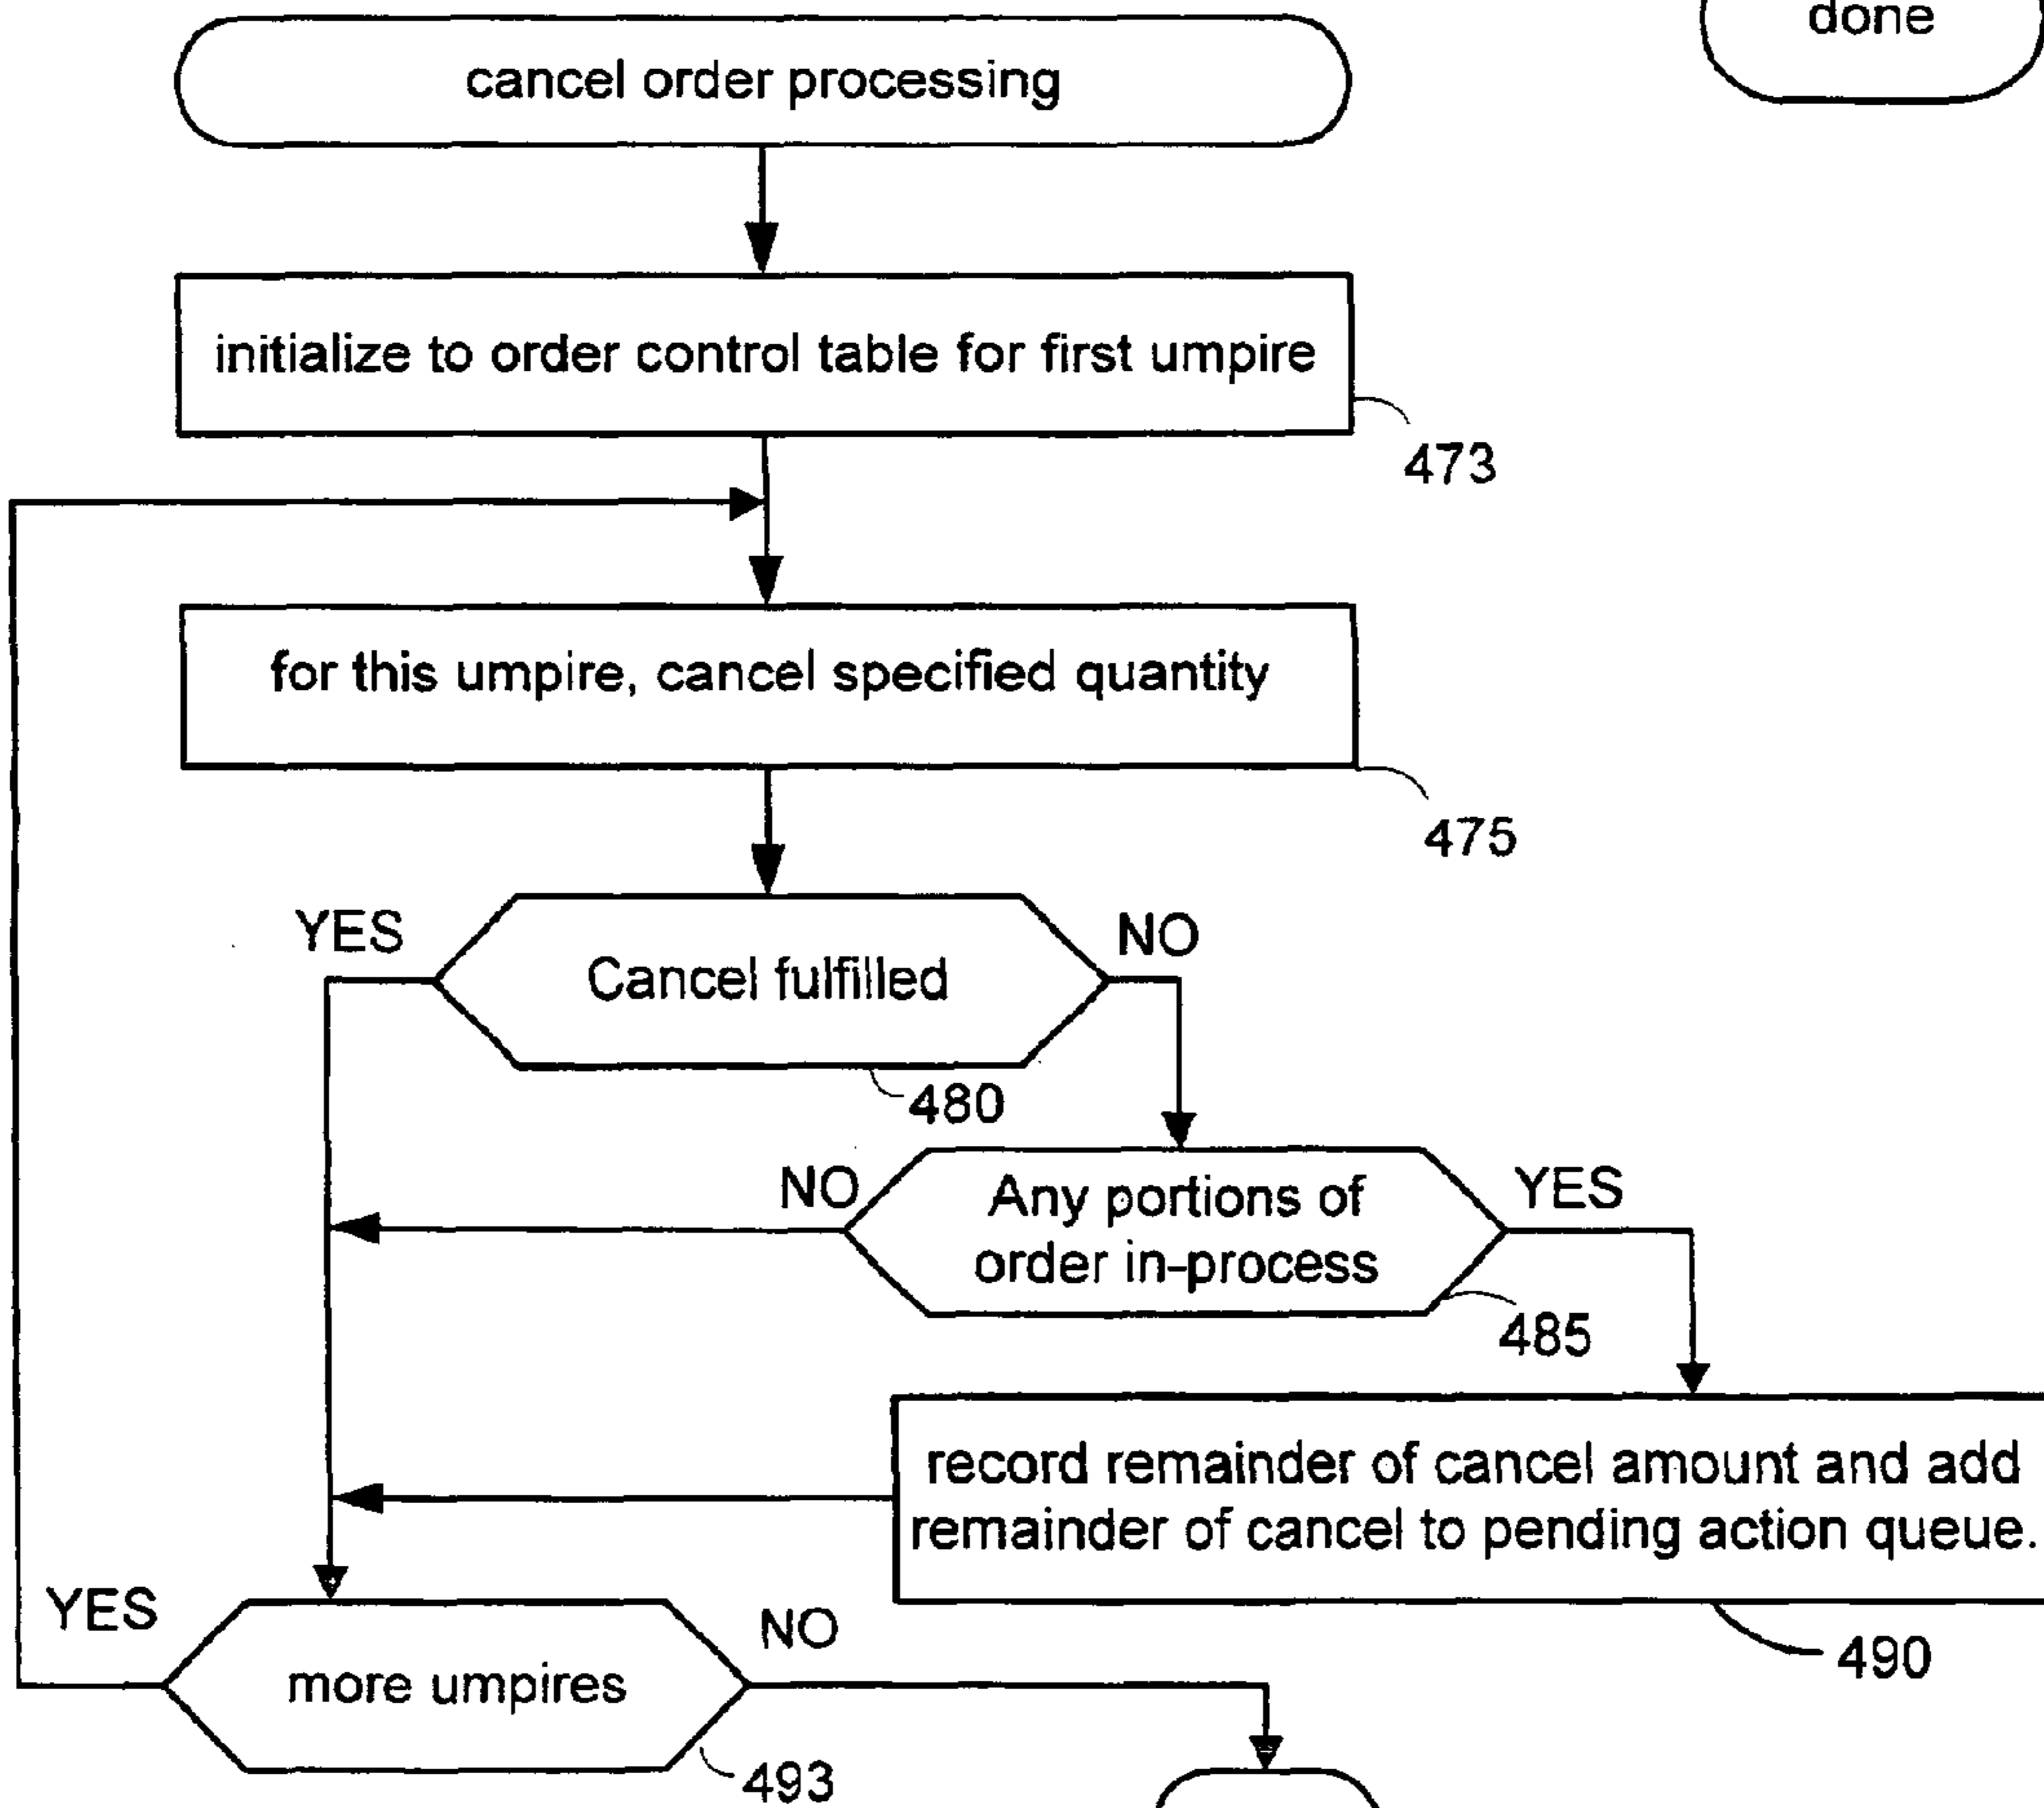 done
cancel order processing
initialize to order control table for first umpire
473
for this umpire, cancel specified quantity
475
YES
NO
Cancel fulfilled
480
NO
YES
Any portions of
order in-process
485
record remainder of cancel amount and add
remainder of cancel to pending action queue.
490
YES
NO
more umpires
493